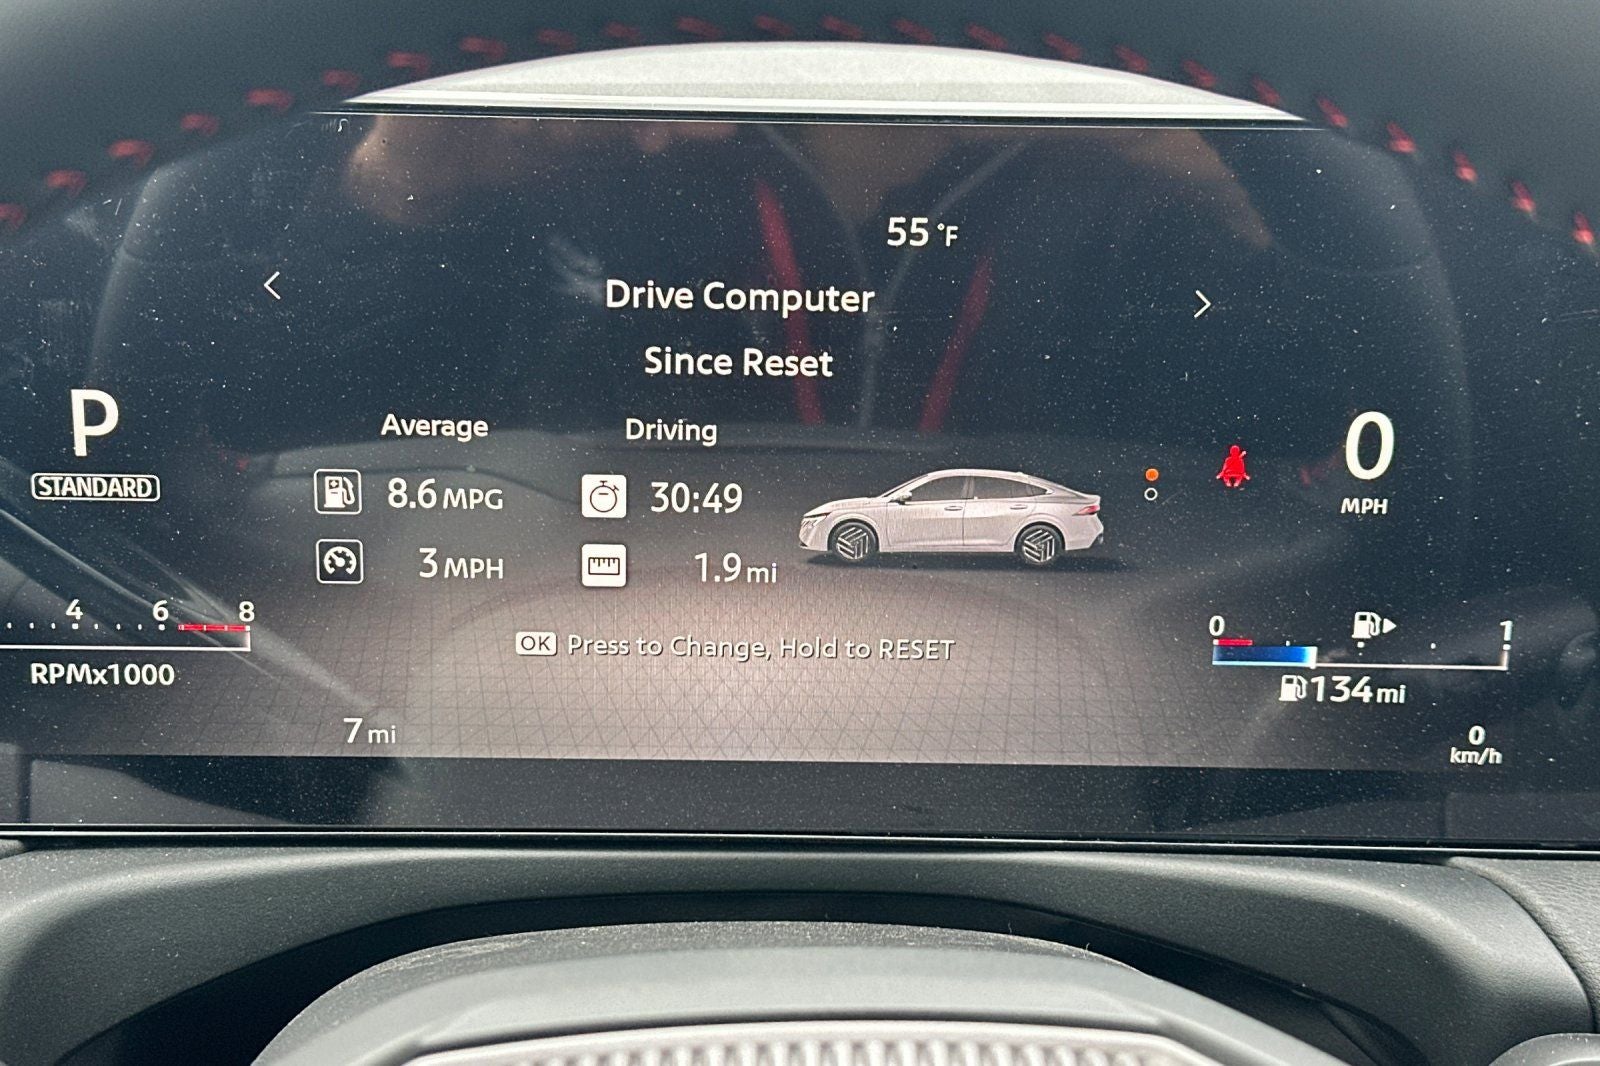 55 °F
Drive Computer
Since Reset
P
STANDARD
Average
Driving
8.6 MPG
30:49
3 MPH
1.9 mi
0
MPH
4 6 8
RPMx1000
OK Press to Change, Hold to RESET
0 1
134 mi
7 mi
0
km/h